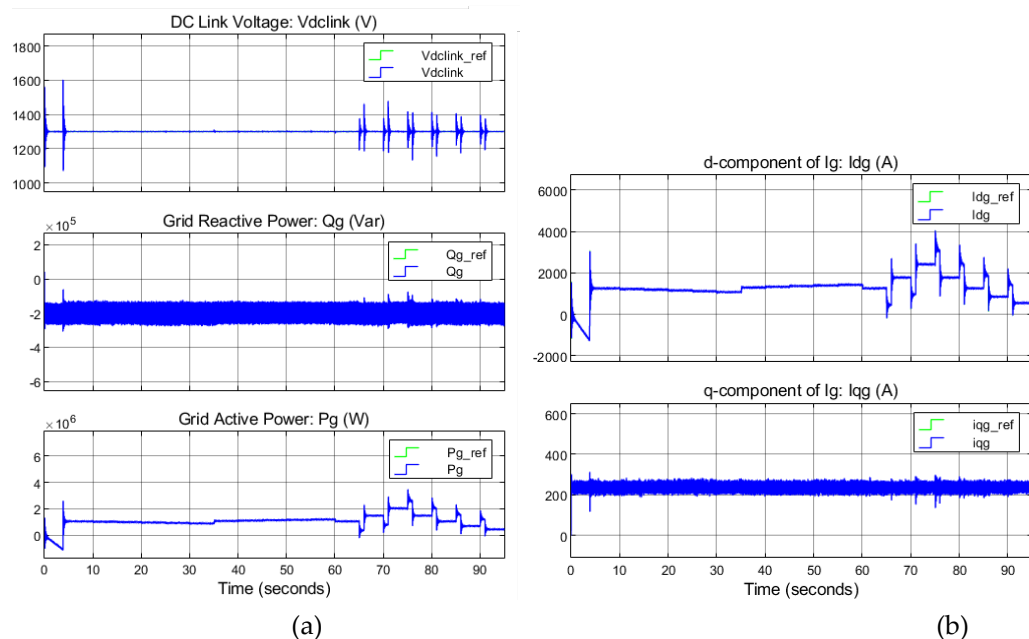 DC Link Voltage: Vdclink (V)
1800
1600
1400
1200
1000
Vdclink_ref
Vdclink
Grid Reactive Power: Qg (Var)
× 10^5
2
0
-2
-4
-6
Qg_ref
Qg
Grid Active Power: Pg (W)
× 10^6
6
4
2
0
Pg_ref
Pg
0 10 20 30 40 50 60 70 80 90
Time (seconds)
(a)
d-component of Ig: Idg (A)
6000
4000
2000
0
-2000
Idg_ref
Idg
q-component of Ig: Iqg (A)
600
400
200
0
iqg_ref
iqg
0 10 20 30 40 50 60 70 80 90
Time (seconds)
(b)